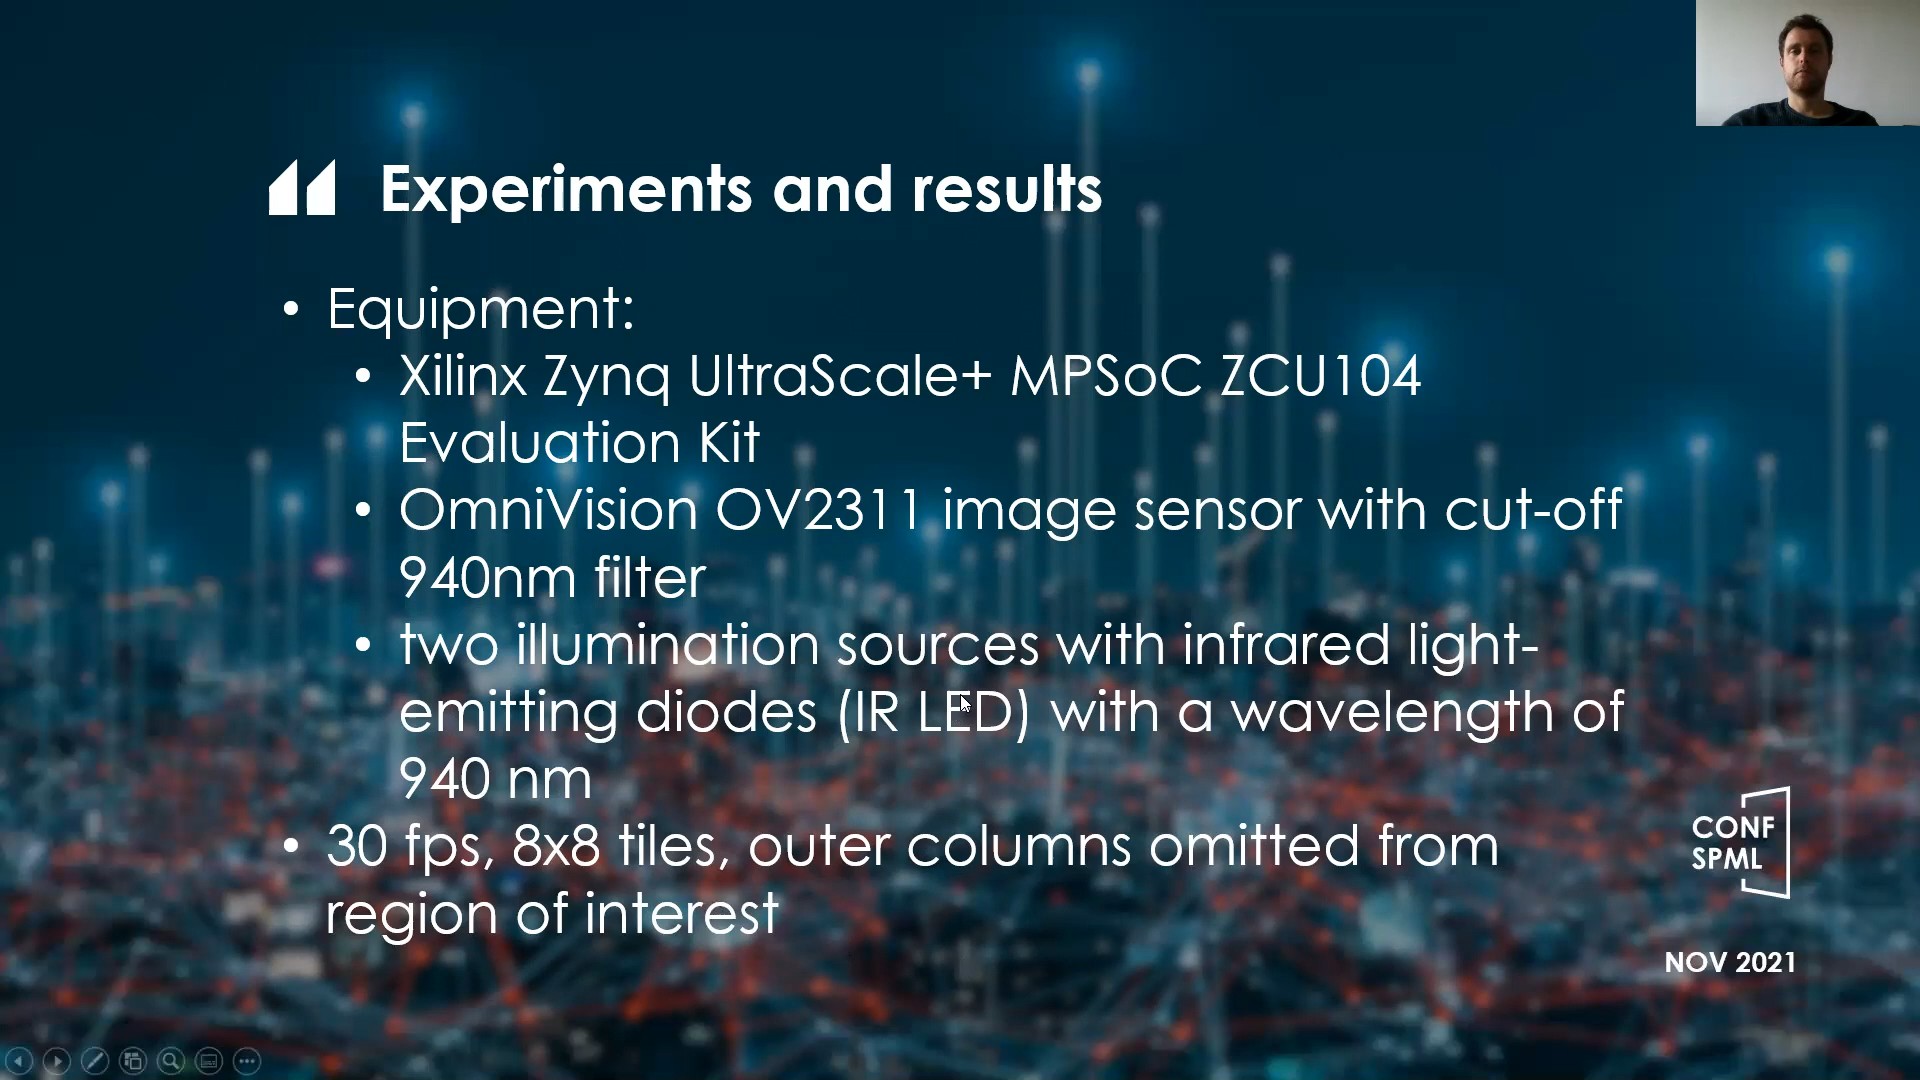 Experiments and results
• Equipment:
• Xilinx Zynq UltraScale+ MPSoC ZCU104
Evaluation Kit
• OmniVision OV2311 image sensor with cut-off
940nm filter
• two illumination sources with infrared light-
emitting diodes (IR LED) with a wavelength of
940 nm
• 30 fps, 8x8 tiles, outer columns omitted from
region of interest
CONF
SPML
NOV 2021